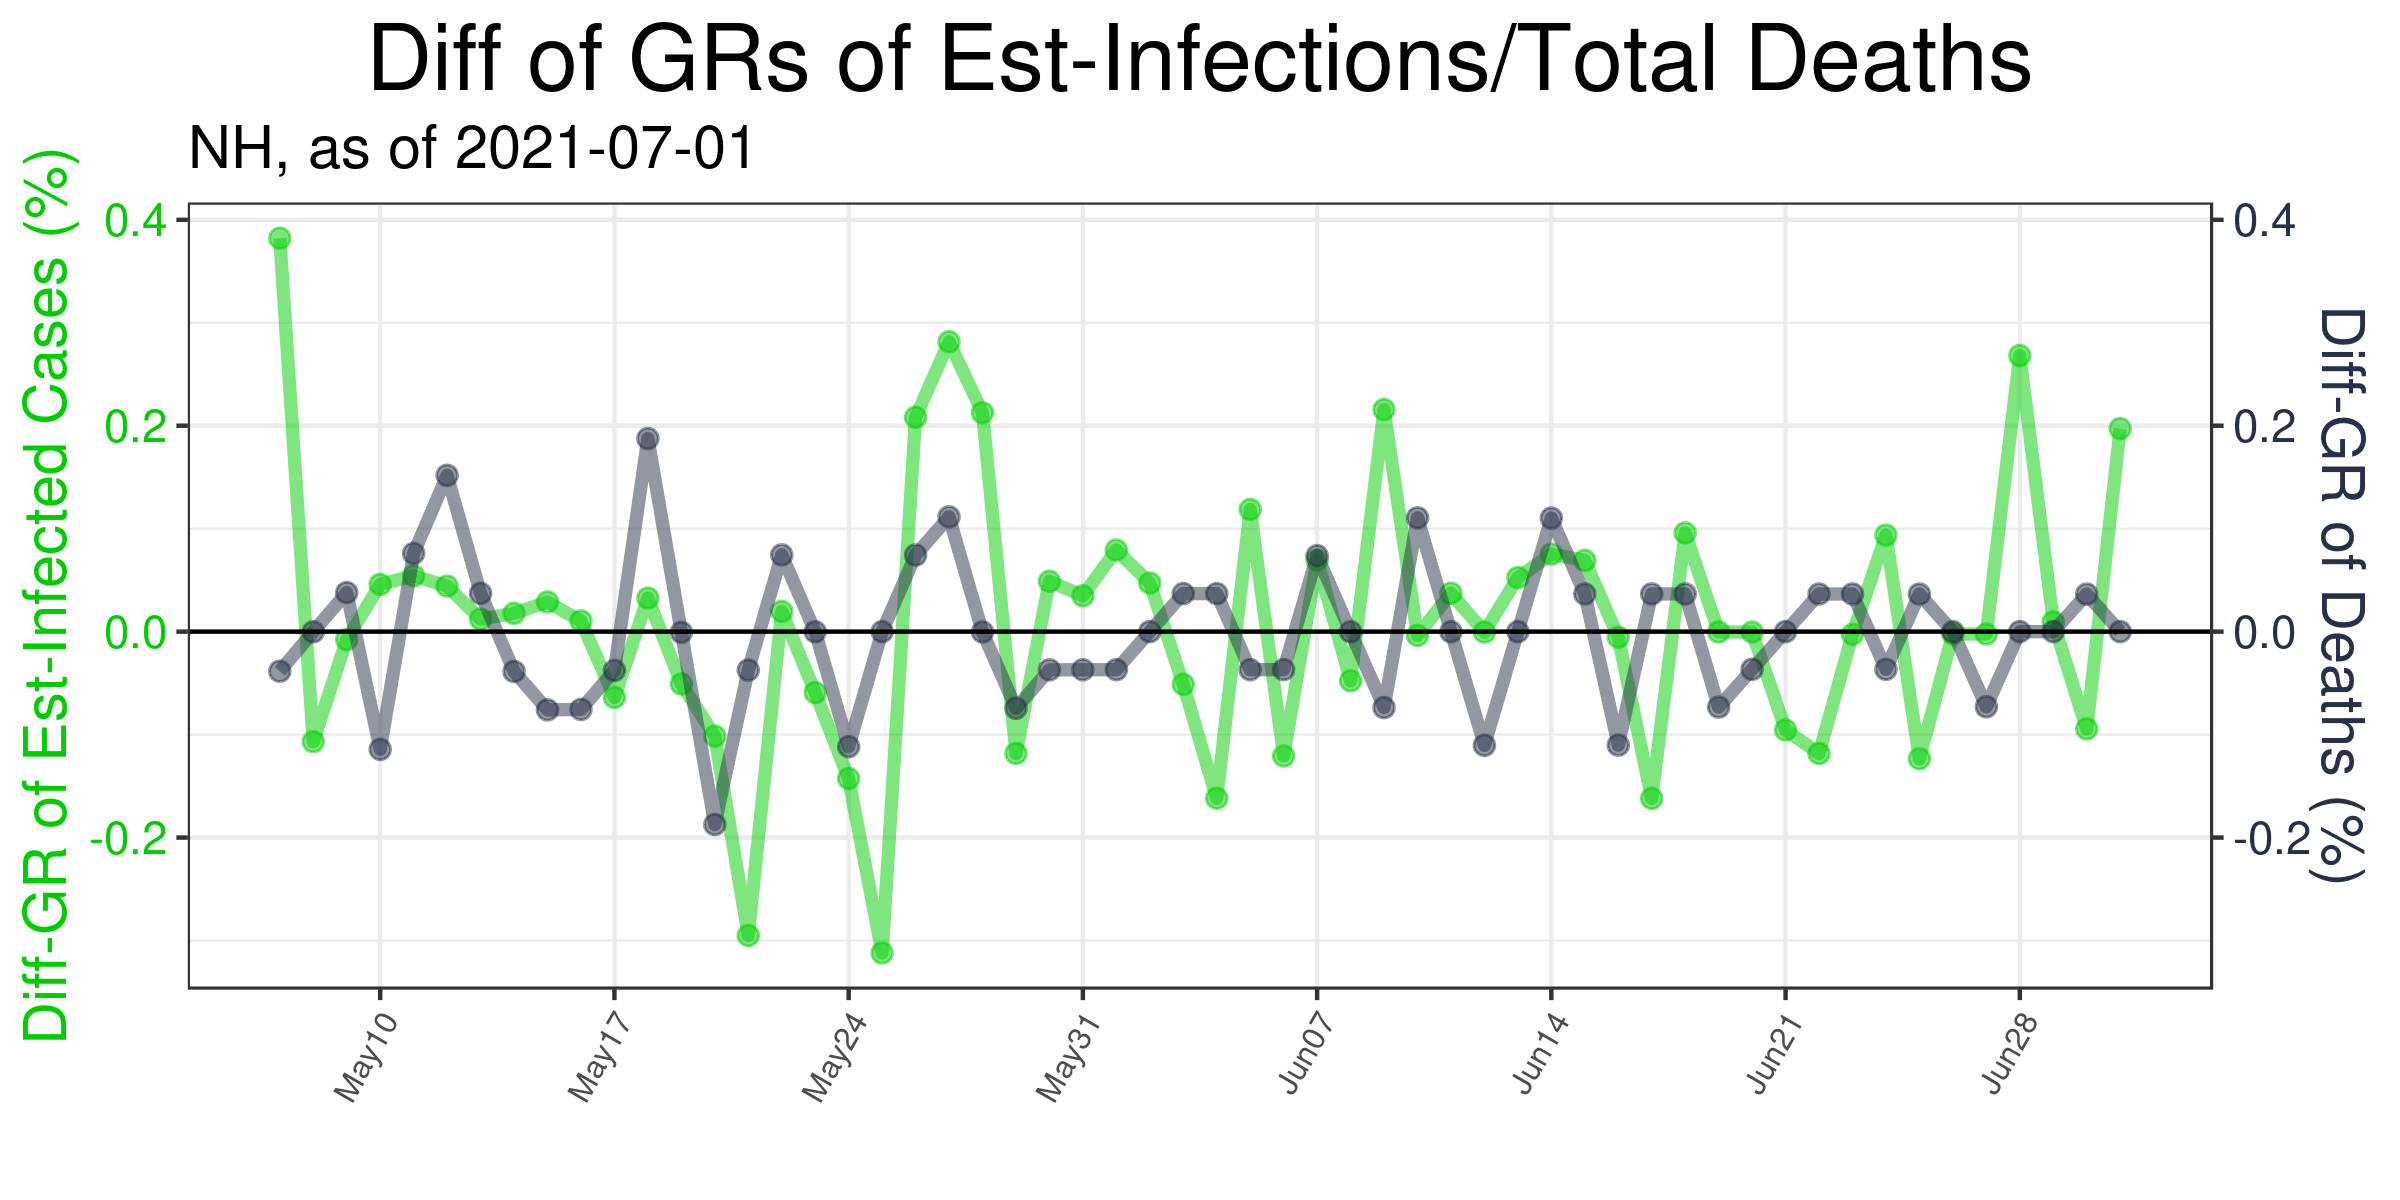 Diff of GRs of Est-Infections/Total Deaths
NH, as of 2021-07-01
Diff-GR of Est-Infected Cases (%)
0.4
0.2
0.0
-0.2
0.4
0.2
0.0
-0.2
Diff-GR of Deaths (%)
May10
May17
May24
May31
Jun07
Jun14
Jun21
Jun28